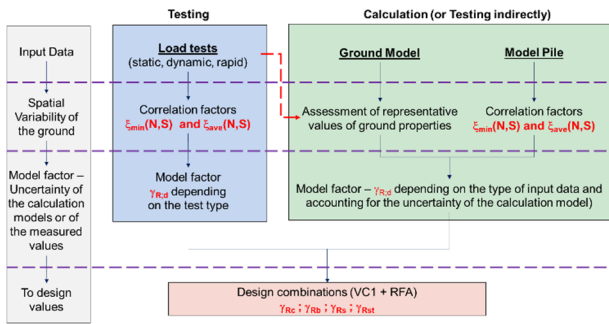 Testing
Calculation (or Testing indirectly)
Input Data
Spatial
Variability of
the ground
Model factor –
Uncertainty of
the calculation
models or of
the measured
values
To design
values
Load tests
(static, dynamic, rapid)
Correlation factors
ξmin(N,S) and ξave(N,S)
Model factor
γR;d depending
on the test type
Ground Model
Assessment of representative
values of ground properties
Model Pile
Correlation factors
ξmin(N,S) and ξave(N,S)
Model factor – γR;d depending on the type of input data and
accounting for the uncertainty of the calculation model)
Design combinations (VC1 + RFA)
γRc ; γRb ; γRs ; γRst